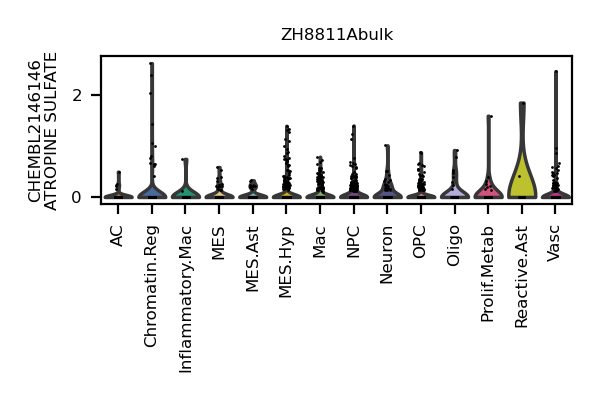 ZH8811Abulk
CHEMBL2146146
ATROPINE SULFATE
2
0
AC
Chromatin.Reg
Inflammatory.Mac
MES
MES.Ast
MES.Hyp
Mac
NPC
Neuron
OPC
Oligo
Prolif.Metab
Reactive.Ast
Vasc